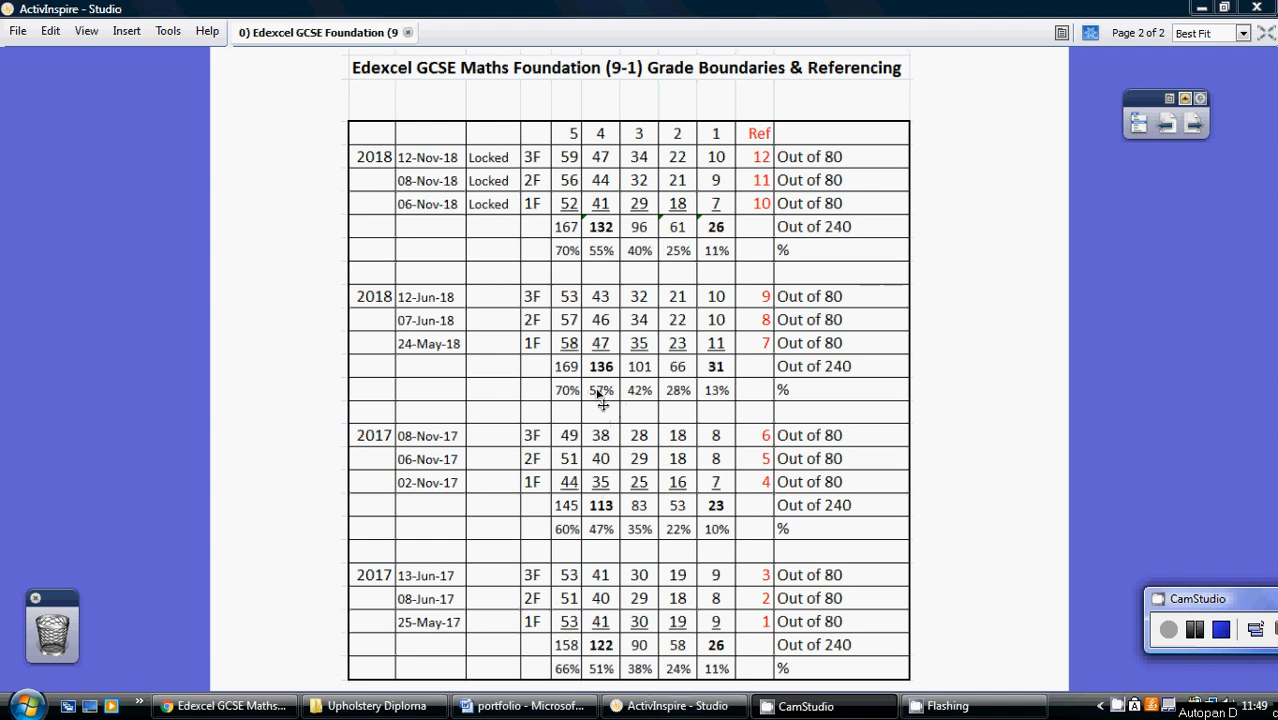 ActivInspire - Studio
File Edit View Insert Tools Help 0) Edexcel GCSE Foundation (9 Page 2 of 2 Best Fit
Edexcel GCSE Maths Foundation (9-1) Grade Boundaries & Referencing
5 4 3 2 1 Ref
2018 12-Nov-18 Locked 3F 59 47 34 22 10 12 Out of 80
08-Nov-18 Locked 2F 56 44 32 21 9 11 Out of 80
06-Nov-18 Locked 1F 52 41 29 18 7 10 Out of 80
167 132 96 61 26 Out of 240
70% 55% 40% 25% 11% %
2018 12-Jun-18 3F 53 43 32 21 10 9 Out of 80
07-Jun-18 2F 57 46 34 22 10 8 Out of 80
24-May-18 1F 58 47 35 23 11 7 Out of 80
169 136 101 66 31 Out of 240
70% 57% 42% 28% 13% %
2017 08-Nov-17 3F 49 38 28 18 8 6 Out of 80
06-Nov-17 2F 51 40 29 18 8 5 Out of 80
02-Nov-17 1F 44 35 25 16 7 4 Out of 80
145 113 83 53 23 Out of 240
60% 47% 35% 22% 10% %
2017 13-Jun-17 3F 53 41 30 19 9 3 Out of 80
08-Jun-17 2F 51 40 29 18 8 2 Out of 80
25-May-17 1F 53 41 30 19 9 1 Out of 80
158 122 90 58 26 Out of 240
66% 51% 38% 24% 11% %
CamStudio
Edexcel GCSE Maths... Upholstery Diploma portfolio - Microsof... ActivInspire - Studio CamStudio Flashing 11:49
Autopan D